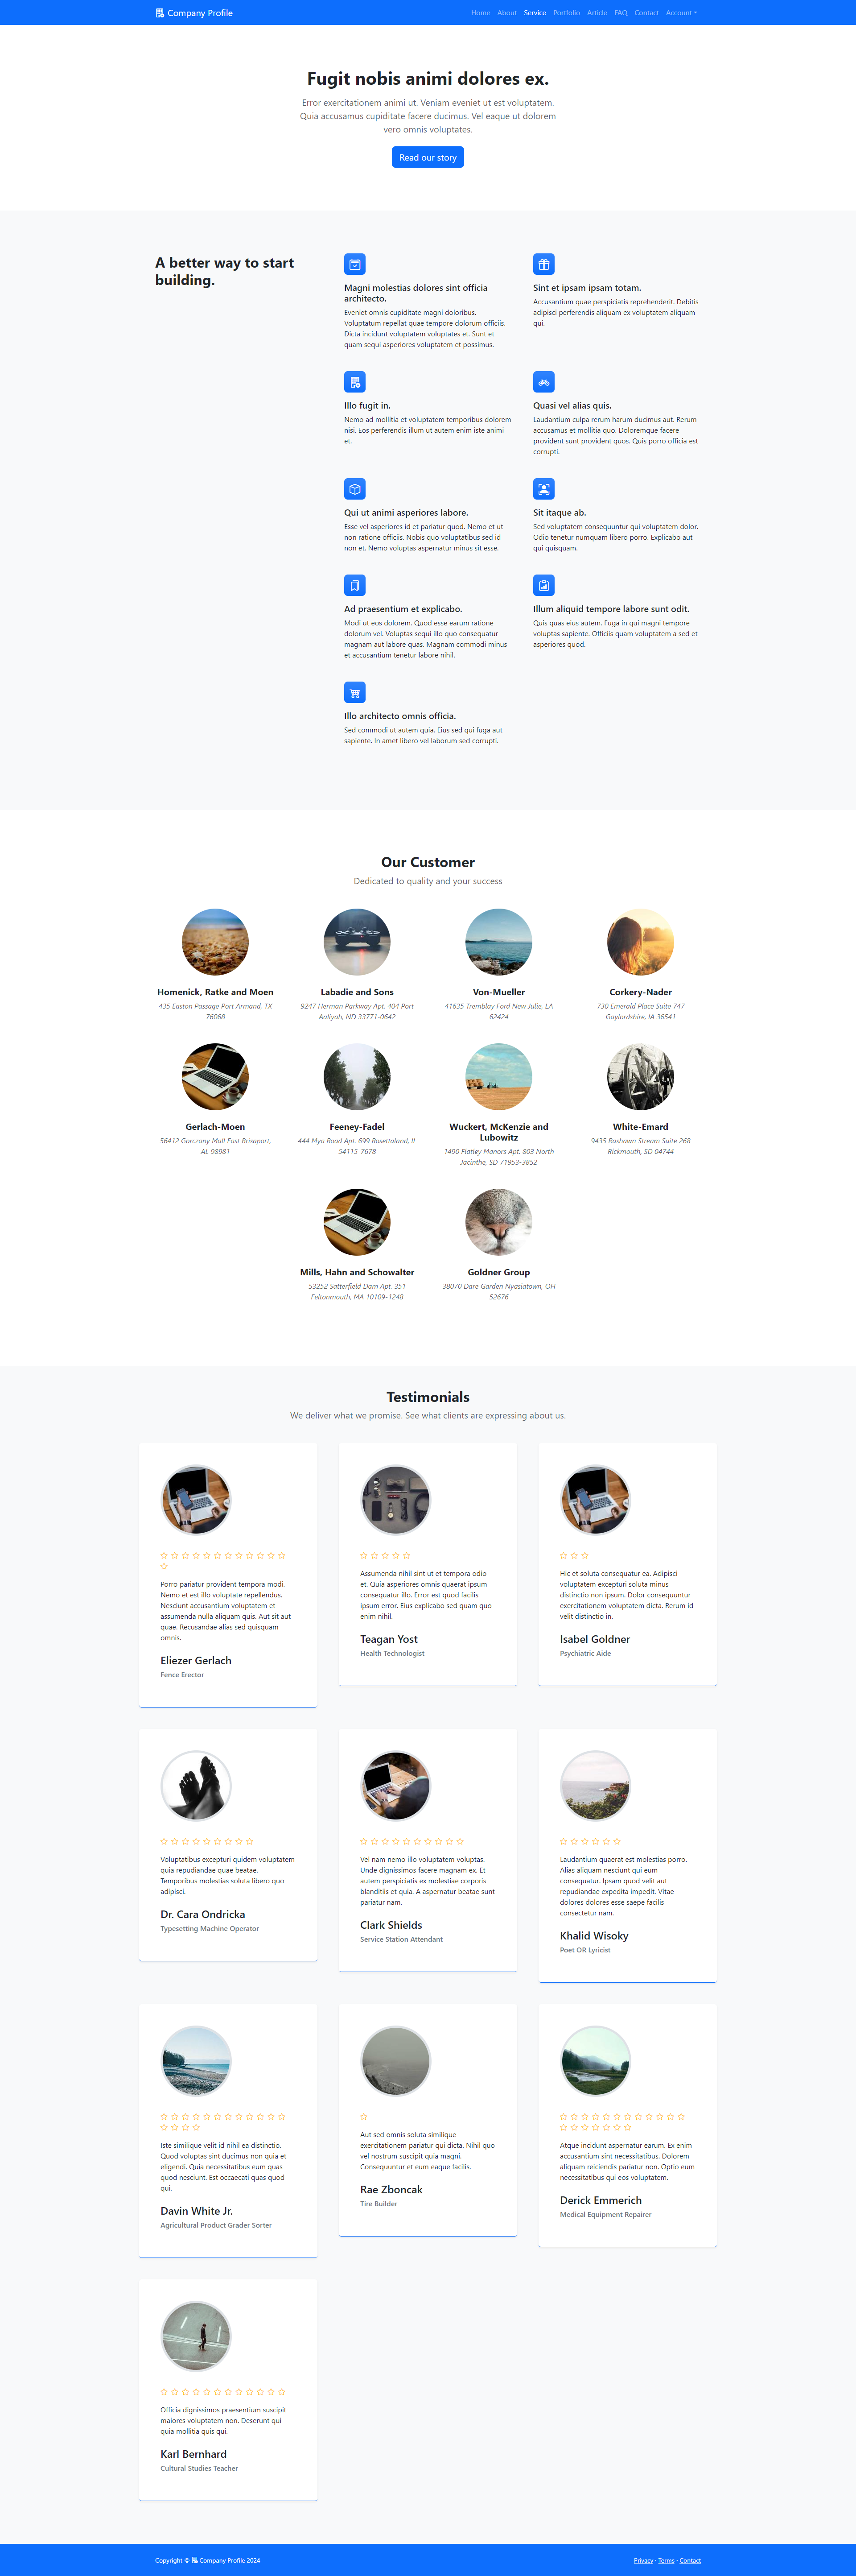 Company Profile
Home About Service Portfolio Article FAQ Contact Account
Fugit nobis animi dolores ex.
Error exercitationem animi ut. Veniam eveniet ut est voluptatem.
Quia accusamus cupiditate facere ducimus. Vel eaque ut dolorem
vero omnis voluptates.
Read our story
A better way to start
building.
Magni molestias dolores sint officia
architecto.
Eveniet omnis cupiditate magni doloribus.
Voluptatum repellat quae tempore dolorum officiis.
Dicta incidunt voluptatem voluptates et. Sunt et
quam sequi asperiores voluptatem et possimus.
Sint et ipsam ipsam totam.
Accusantium quae perspiciatis reprehenderit. Debitis
adipisci perferendis aliquam ex voluptatem aliquam
qui.
Illo fugit in.
Nemo ad mollitia et voluptatem temporibus dolorem
nisi. Eos perferendis illum ut autem enim iste animi
et.
Quasi vel alias quis.
Laudantium culpa rerum harum ducimus aut. Rerum
accusamus et mollitia quo. Doloremque facere
provident sunt provident quos. Quis porro officia est
corrupti.
Qui ut animi asperiores labore.
Esse vel asperiores id et pariatur quod. Nemo et ut
non ratione officiis. Nobis quo voluptatibus sed id
non et. Nemo voluptas aspernatur minus sit esse.
Sit itaque ab.
Sed voluptatem consequuntur qui voluptatem dolor.
Odio tenetur numquam libero porro. Explicabo aut
qui quisquam.
Ad praesentium et explicabo.
Modi ut eos dolorem. Quod esse earum ratione
dolorum vel. Voluptas sequi illo quo consequatur
magnam aut labore quas. Magnam commodi minus
et accusantium tenetur labore nihil.
Illum aliquid tempore labore sunt odit.
Quis quas eius autem. Fuga in qui magni tempore
voluptas sapiente. Officiis quam voluptatem a sed et
asperiores quod.
Illo architecto omnis officia.
Sed commodi ut autem quia. Eius sed qui fuga aut
sapiente. In amet libero vel laborum sed corrupti.
Our Customer
Dedicated to quality and your success
Homenick, Ratke and Moen
435 Easton Passage Port Armand, TX
76068
Labadie and Sons
9247 Herman Parkway Apt. 404 Port
Aaliyah, ND 33771-0642
Von-Mueller
41635 Tremblay Ford New Julie, LA
62424
Corkery-Nader
730 Emerald Place Suite 747
Gaylordshire, IA 36541
Gerlach-Moen
56412 Gorczany Mall East Brisaport,
AL 98981
Feeney-Fadel
444 Mya Road Apt. 699 Rosettaland, IL
54115-7678
Wuckert, McKenzie and
Lubowitz
1490 Flatley Manors Apt. 803 North
Jacinthe, SD 71953-3852
White-Emard
9435 Rashawn Stream Suite 268
Rickmouth, SD 04744
Mills, Hahn and Schowalter
53252 Satterfield Dam Apt. 351
Feltonmouth, MA 10109-1248
Goldner Group
38070 Dare Garden Nyasiatown, OH
52676
Testimonials
We deliver what we promise. See what clients are expressing about us.
Porro pariatur provident tempora modi.
Nemo et est illo voluptate repellendus.
Nesciunt accusantium voluptatem et
assumenda nulla aliquam quis. Aut sit aut
quae. Recusandae alias sed quisquam
omnis.
Eliezer Gerlach
Fence Erector
Assumenda nihil sint ut et tempora odio
et. Quia asperiores omnis quaerat ipsum
consequatur illo. Error est quod facilis
ipsum error. Eius explicabo sed quam quo
enim nihil.
Teagan Yost
Health Technologist
Hic et soluta consequatur ea. Adipisci
voluptatem excepturi soluta minus
distinctio non ipsum. Dolor consequuntur
exercitationem voluptatem dicta. Rerum id
velit distinctio in.
Isabel Goldner
Psychiatric Aide
Voluptatibus excepturi quidem voluptatem
quia repudiandae quae beatae.
Temporibus molestias soluta libero quo
adipisci.
Dr. Cara Ondricka
Typesetting Machine Operator
Vel nam nemo illo voluptatem voluptas.
Unde dignissimos facere magnam ex. Et
autem perspiciatis ex molestiae corporis
blanditiis et quia. A aspernatur beatae sunt
pariatur nam.
Clark Shields
Service Station Attendant
Laudantium quaerat est molestias porro.
Alias aliquam nesciunt qui eum
consequatur. Ipsam quod velit aut
repudiandae expedita impedit. Vitae
dolores dolores esse saepe facilis
consectetur nam.
Khalid Wisoky
Poet OR Lyricist
Iste similique velit id nihil ea distinctio.
Quod voluptas sint ducimus non quia et
eligendi. Quia necessitatibus eum quas
quod nesciunt. Est occaecati quas quod
qui.
Davin White Jr.
Agricultural Product Grader Sorter
Aut sed omnis soluta similique
exercitationem pariatur qui dicta. Nihil quo
vel nostrum suscipit quia magni.
Consequuntur et eum eaque facilis.
Rae Zboncak
Tire Builder
Atque incidunt aspernatur earum. Ex enim
accusantium sint necessitatibus. Dolorem
aliquam reiciendis pariatur non. Optio eum
necessitatibus qui eos voluptatem.
Derick Emmerich
Medical Equipment Repairer
Officia dignissimos praesentium suscipit
maiores voluptatem non. Deserunt qui
quia mollitia quis qui.
Karl Bernhard
Cultural Studies Teacher
Copyright © Company Profile 2024
Privacy · Terms · Contact